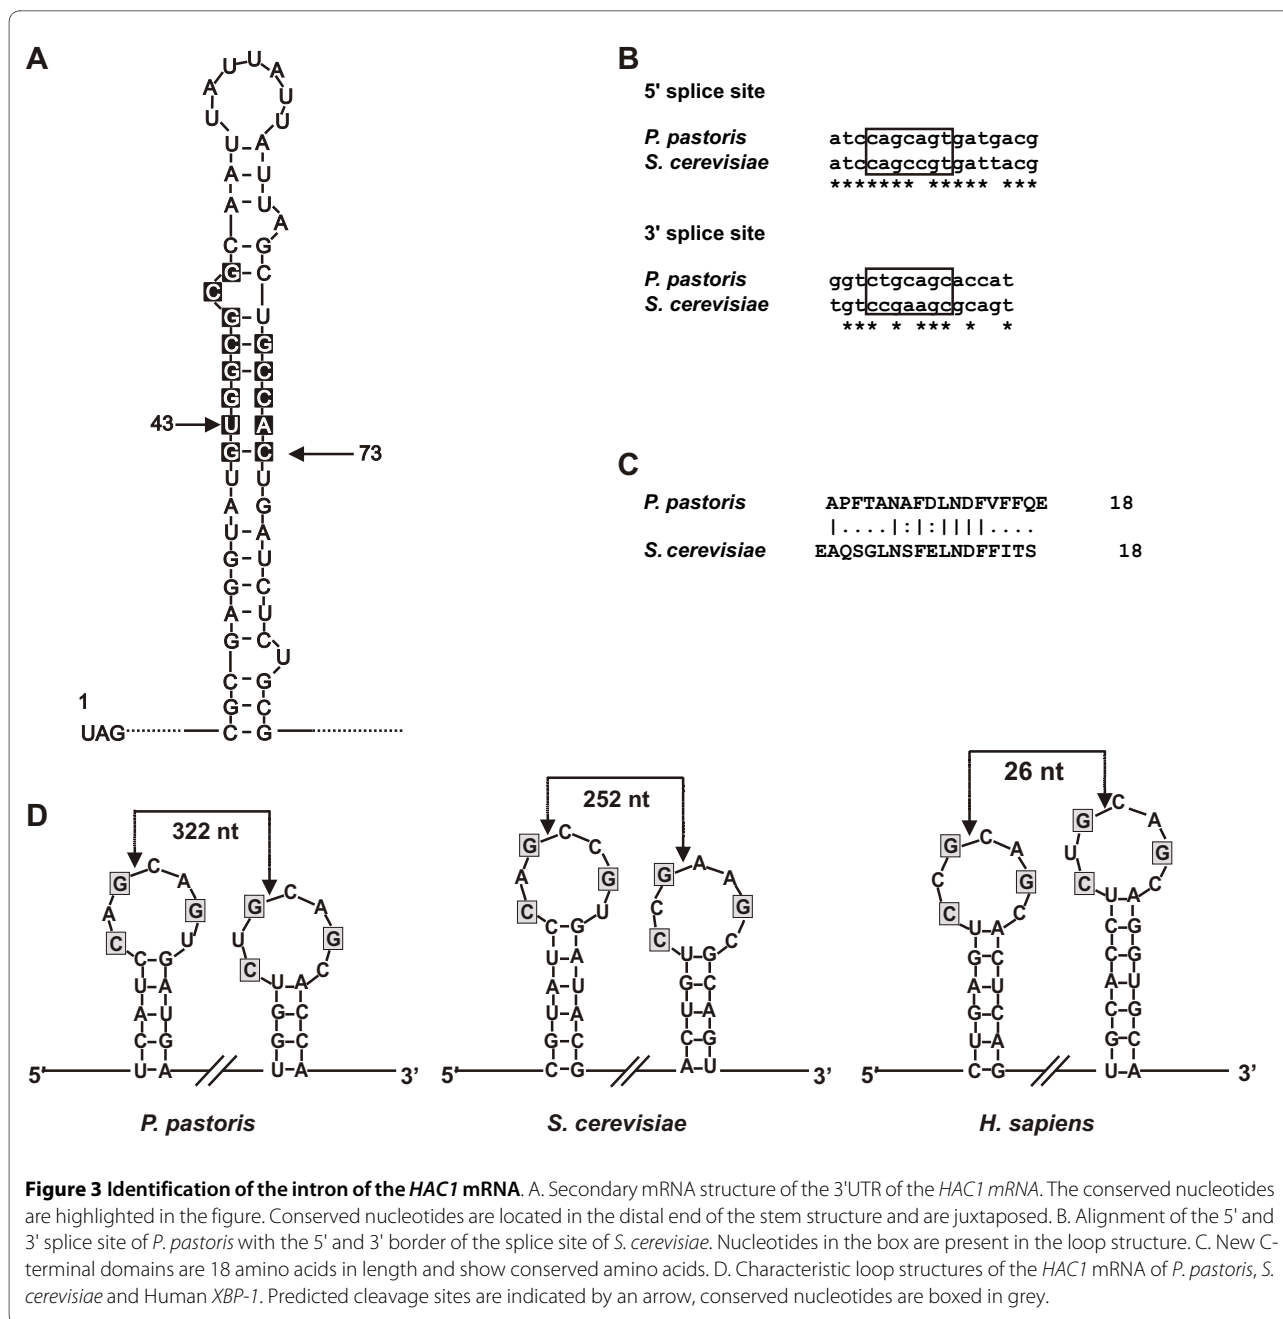 A
U U
U A
A U
U U
U-A
A-U
A-U
A
C-G
G-C
C
G-U
C-G
G-C
G-C
43 U-A
G-C 73
U-U
A-G
U-A
G-U
G-C
A-U
G-C
U
C-G
G-C
1
UAG C-G
B
5' splice site
P. pastoris atccagcagtgatgacg
S. cerevisiae atccagccgtgattacg
******* ***** ***
3' splice site
P. pastoris ggtctgcagcaccat
S. cerevisiae tgtccgaagcgcagt
*** * *** * *
C
P. pastoris APFTANAFDLNDFVFFQE 18
|....|:|:||||....
S. cerevisiae EAQSGLNSFELNDFFITS 18
D
322 nt
G C A
A G
C U
C-G
U-A
A-U
C-G
5' U-A
G C A
U G
C C
U-A
G-C
G-C
U-A 3'
P. pastoris
252 nt
G C C
A G
C U
C-G
U-A
A-U
U-A
G-C
5' C-G
G A A
C G
C C
U-G
G-C
U-A
C-G
A-U 3'
S. cerevisiae
26 nt
G C A
C G
C C
U-A
G-C
A-U
G-C
U-A
5' C-G
G C A
U G
C C
U-A
C-G
C-G
A-U
C-G
G-C
U-A 3'
H. sapiens
Figure 3 Identification of the intron of the HAC1 mRNA. A. Secondary mRNA structure of the 3'UTR of the HAC1 mRNA. The conserved nucleotides
are highlighted in the figure. Conserved nucleotides are located in the distal end of the stem structure and are juxtaposed. B. Alignment of the 5' and
3' splice site of P. pastoris with the 5' and 3' border of the splice site of S. cerevisiae. Nucleotides in the box are present in the loop structure. C. New C-
terminal domains are 18 amino acids in length and show conserved amino acids. D. Characteristic loop structures of the HAC1 mRNA of P. pastoris, S.
cerevisiae and Human XBP-1. Predicted cleavage sites are indicated by an arrow, conserved nucleotides are boxed in grey.